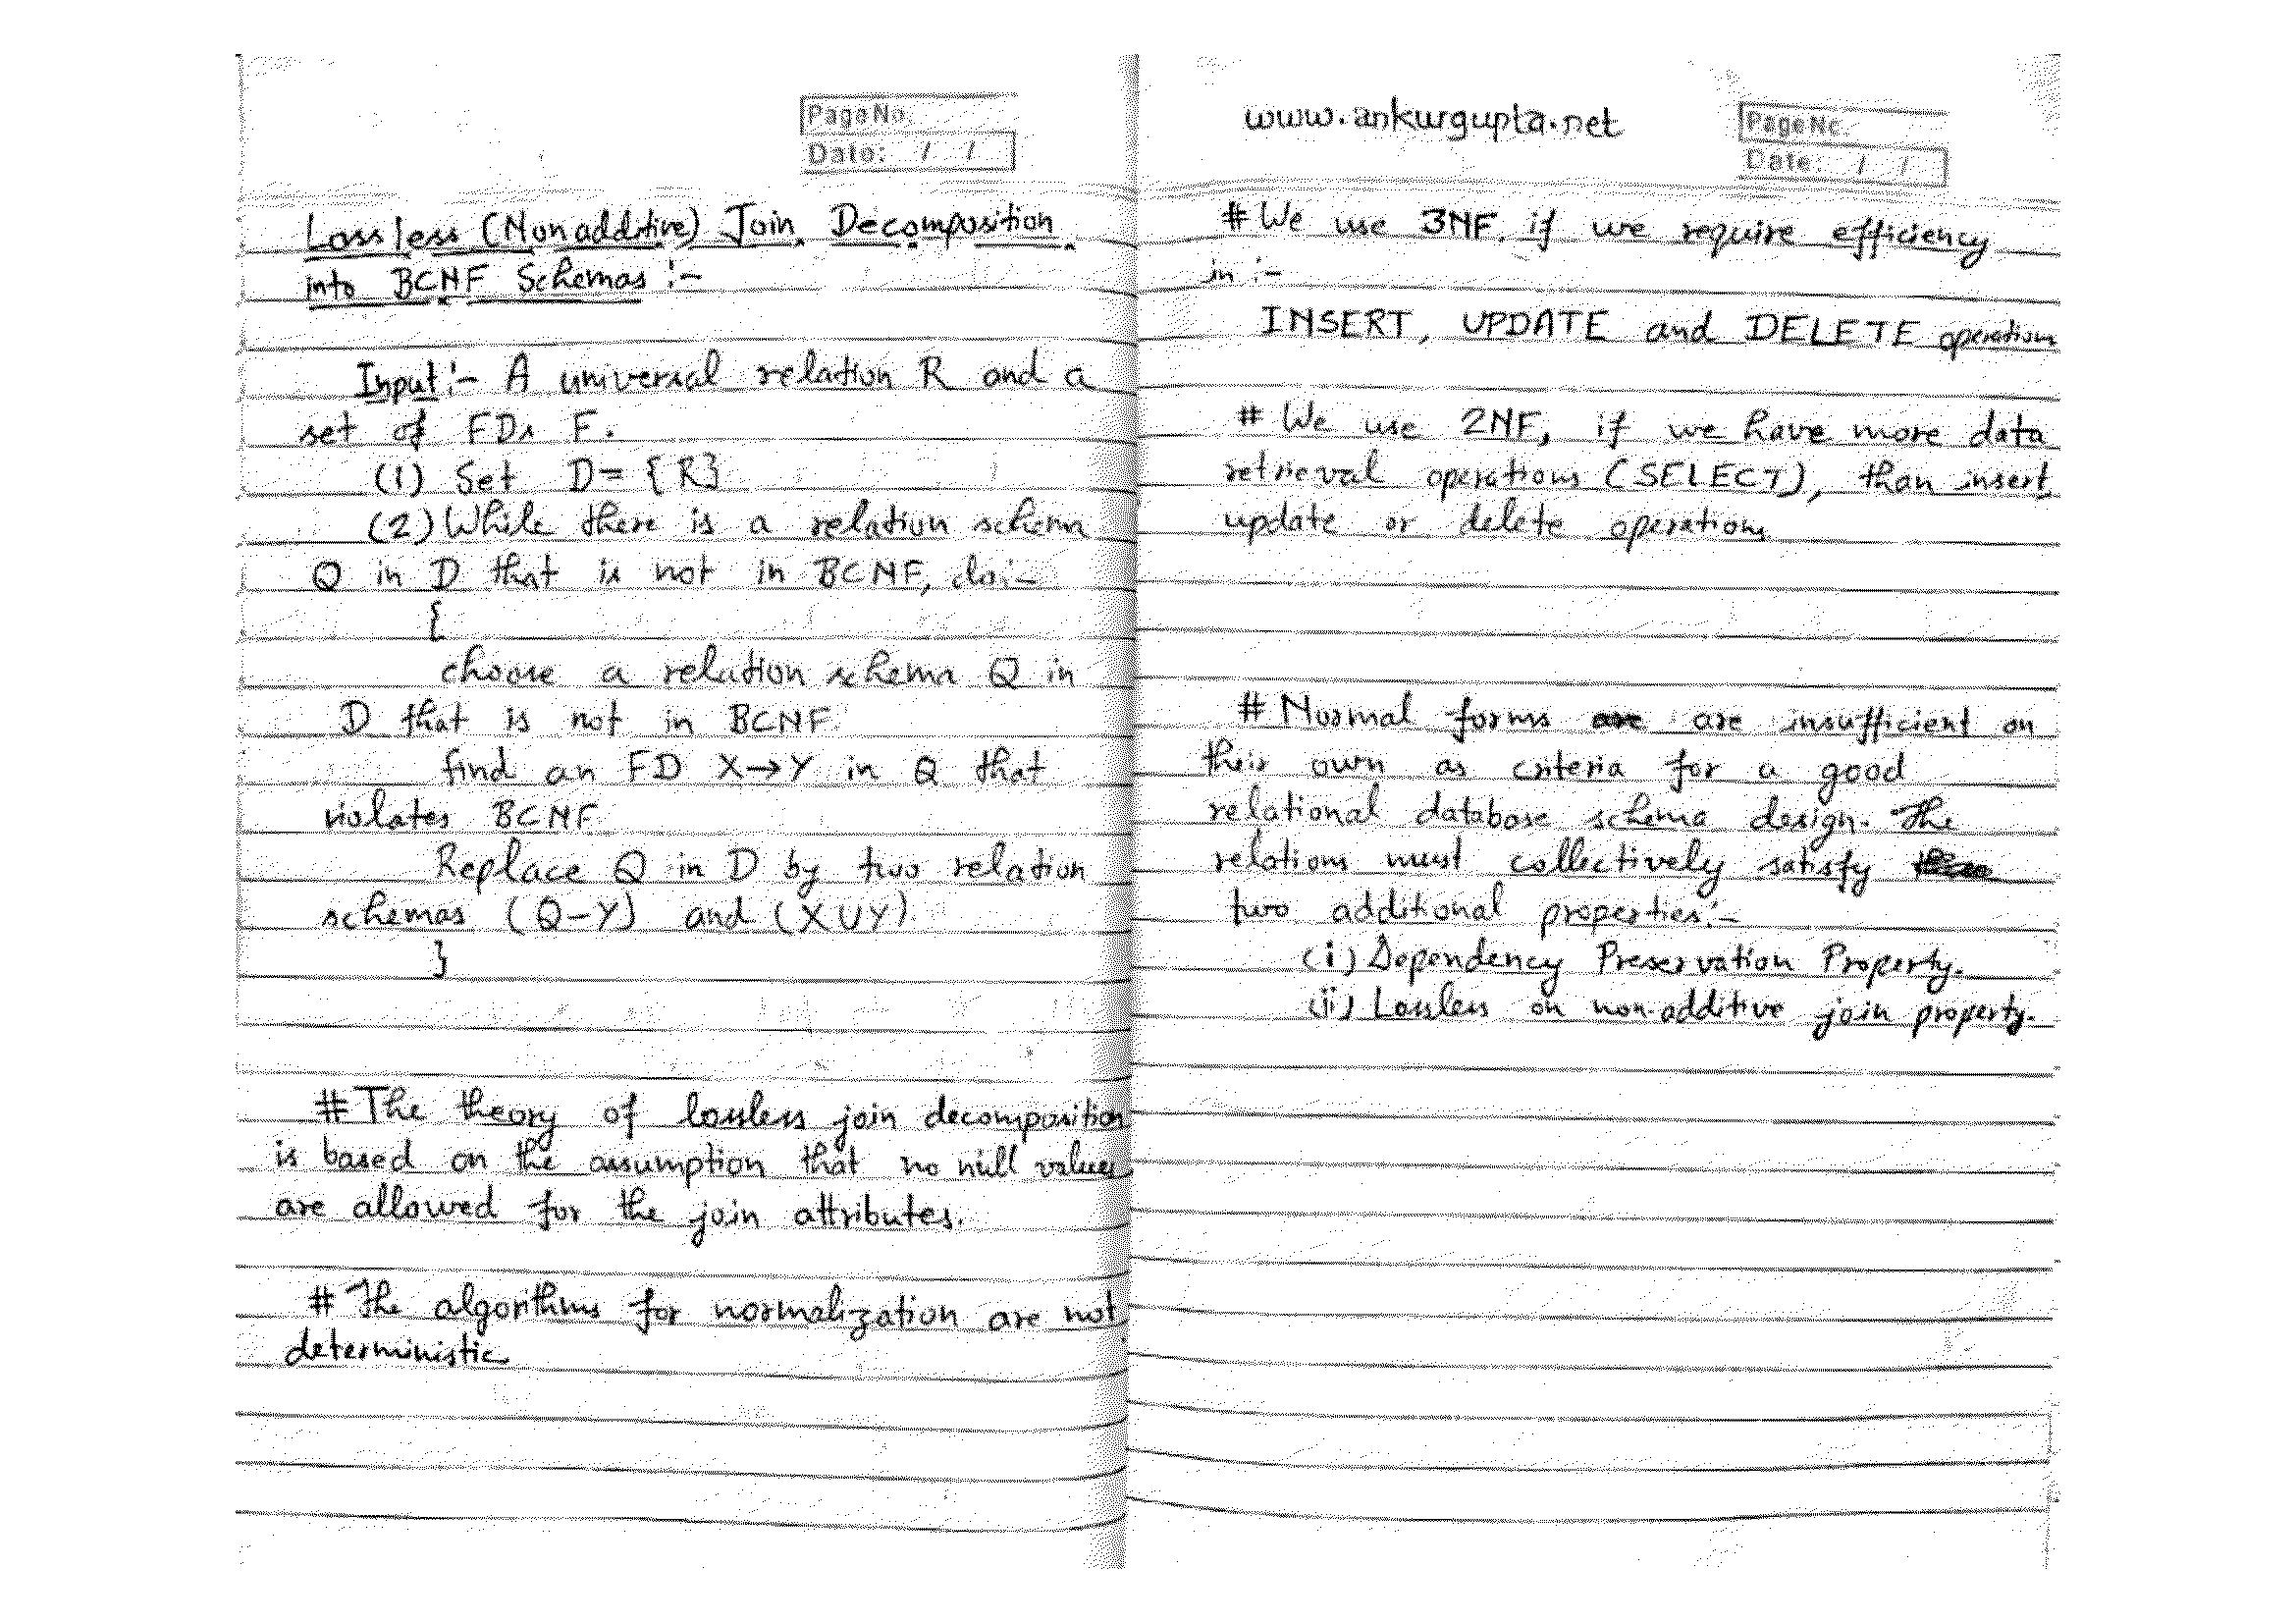 Page No.
Date: / /
Lossless (Nonadditive) Join Decomposition
into BCNF Schemas :-
Input :- A universal relation R and a
set of FDs F.
(1) Set D = {R}
(2) While there is a relation schema
Q in D that is not in BCNF, do:-
{
choose a relation schema Q in
D that is not in BCNF.
find an FD X→Y in Q that
violates BCNF
Replace Q in D by two relation
schemas (Q-Y) and (X∪Y)
}
# The theory of lossless join decomposition
is based on the assumption that no null values
are allowed for the join attributes.
# The algorithms for normalization are not
deterministic
www.ankurgupta.net
Page No.
Date: / /
# We use 3NF, if we require efficiency
in :-
INSERT, UPDATE and DELETE operations
# We use 2NF, if we have more data
retrieval operations (SELECT), than insert,
update or delete operations
# Normal forms are insufficient on
their own as criteria for a good
relational database schema design. The
relations must collectively satisfy
two additional properties:-
(i) Dependency Preservation Property.
(ii) Lossless or non-additive join property.